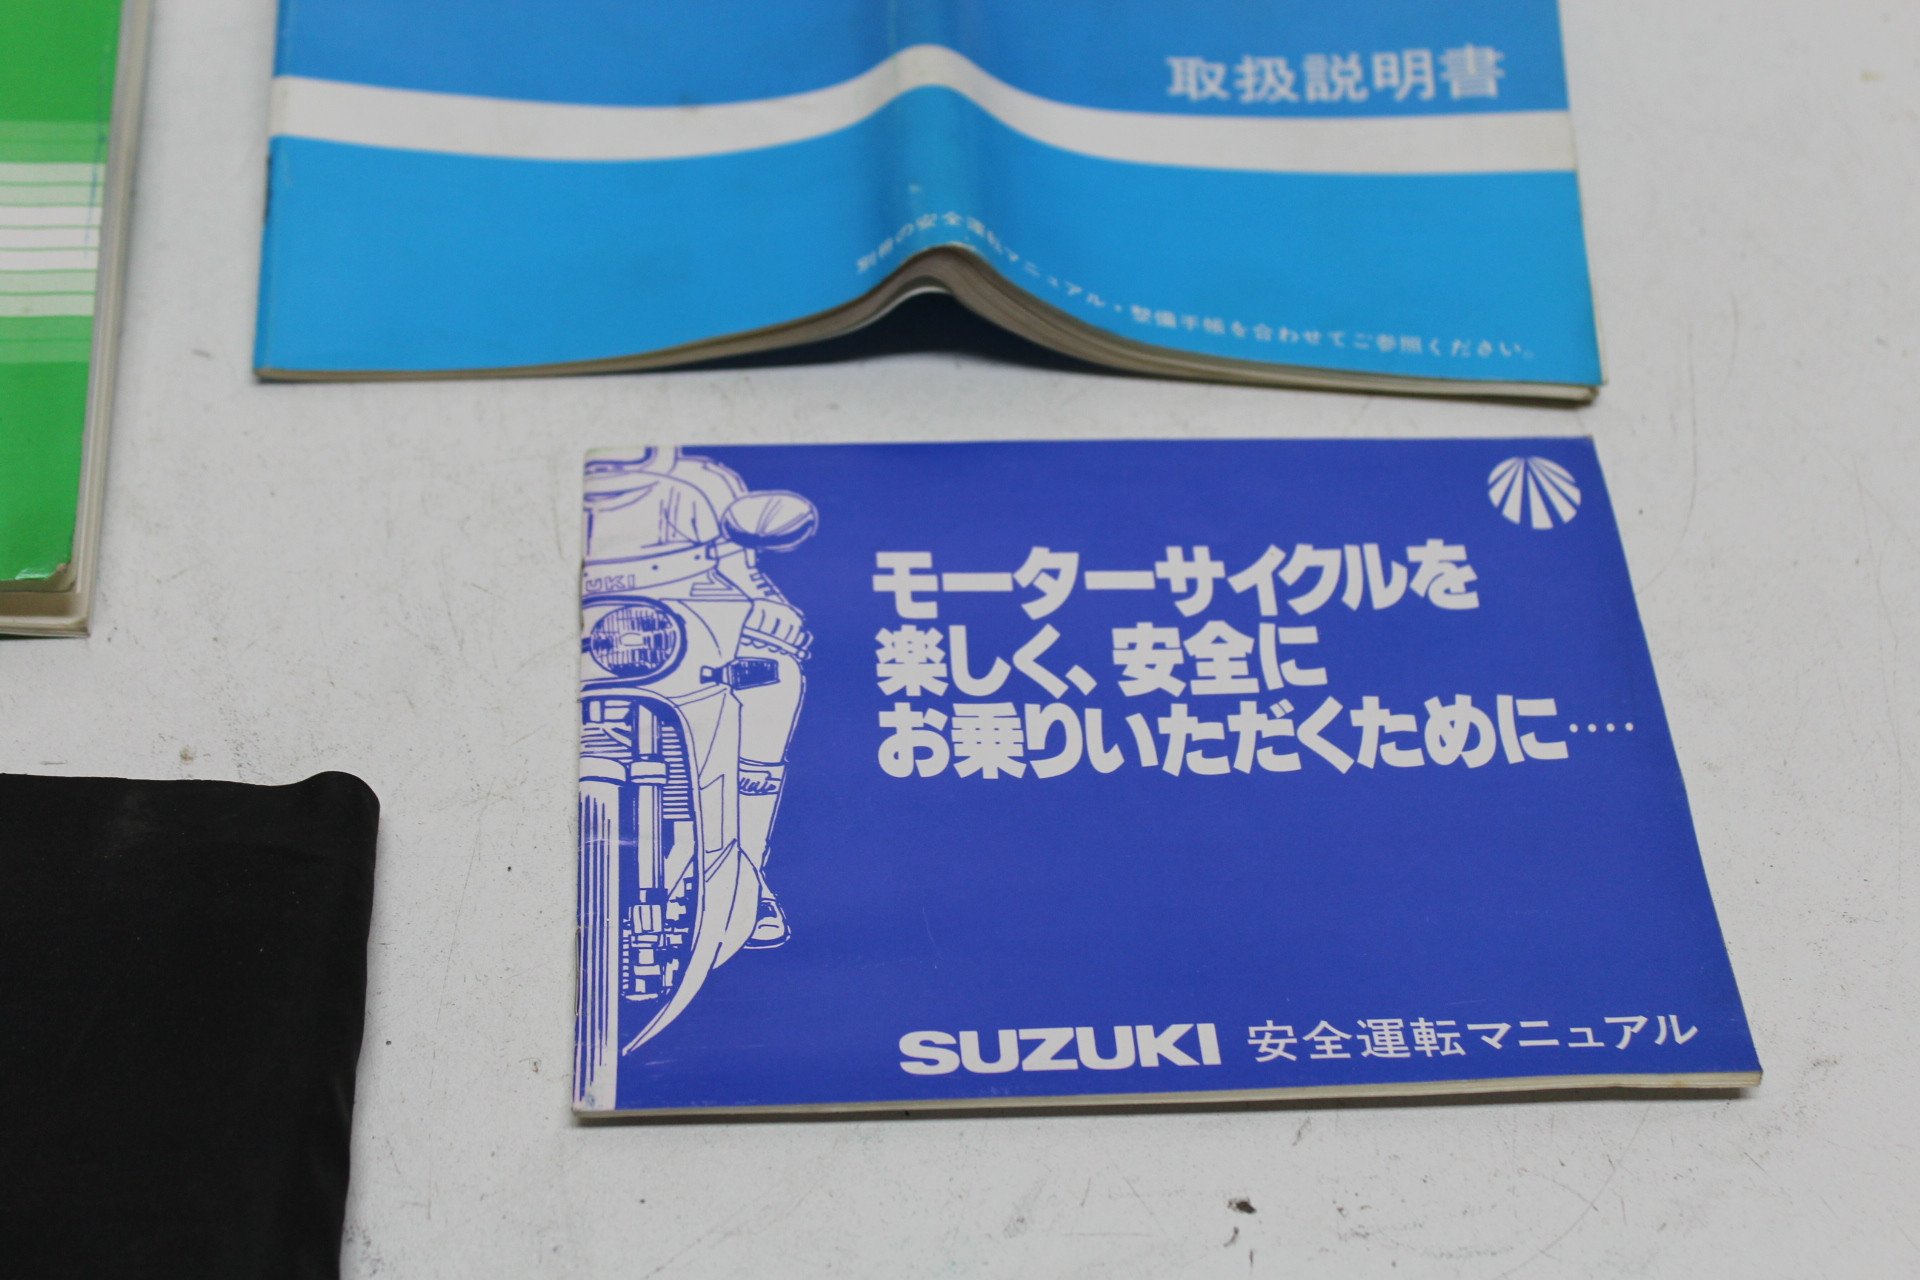 取扱説明書
別冊の安全運転マニュアル・整備手帳を合わせてご参照ください。
モーターサイクルを
楽しく、安全に
お乗りいただくために‥‥
UKI
SUZUKI 安全運転マニュアル